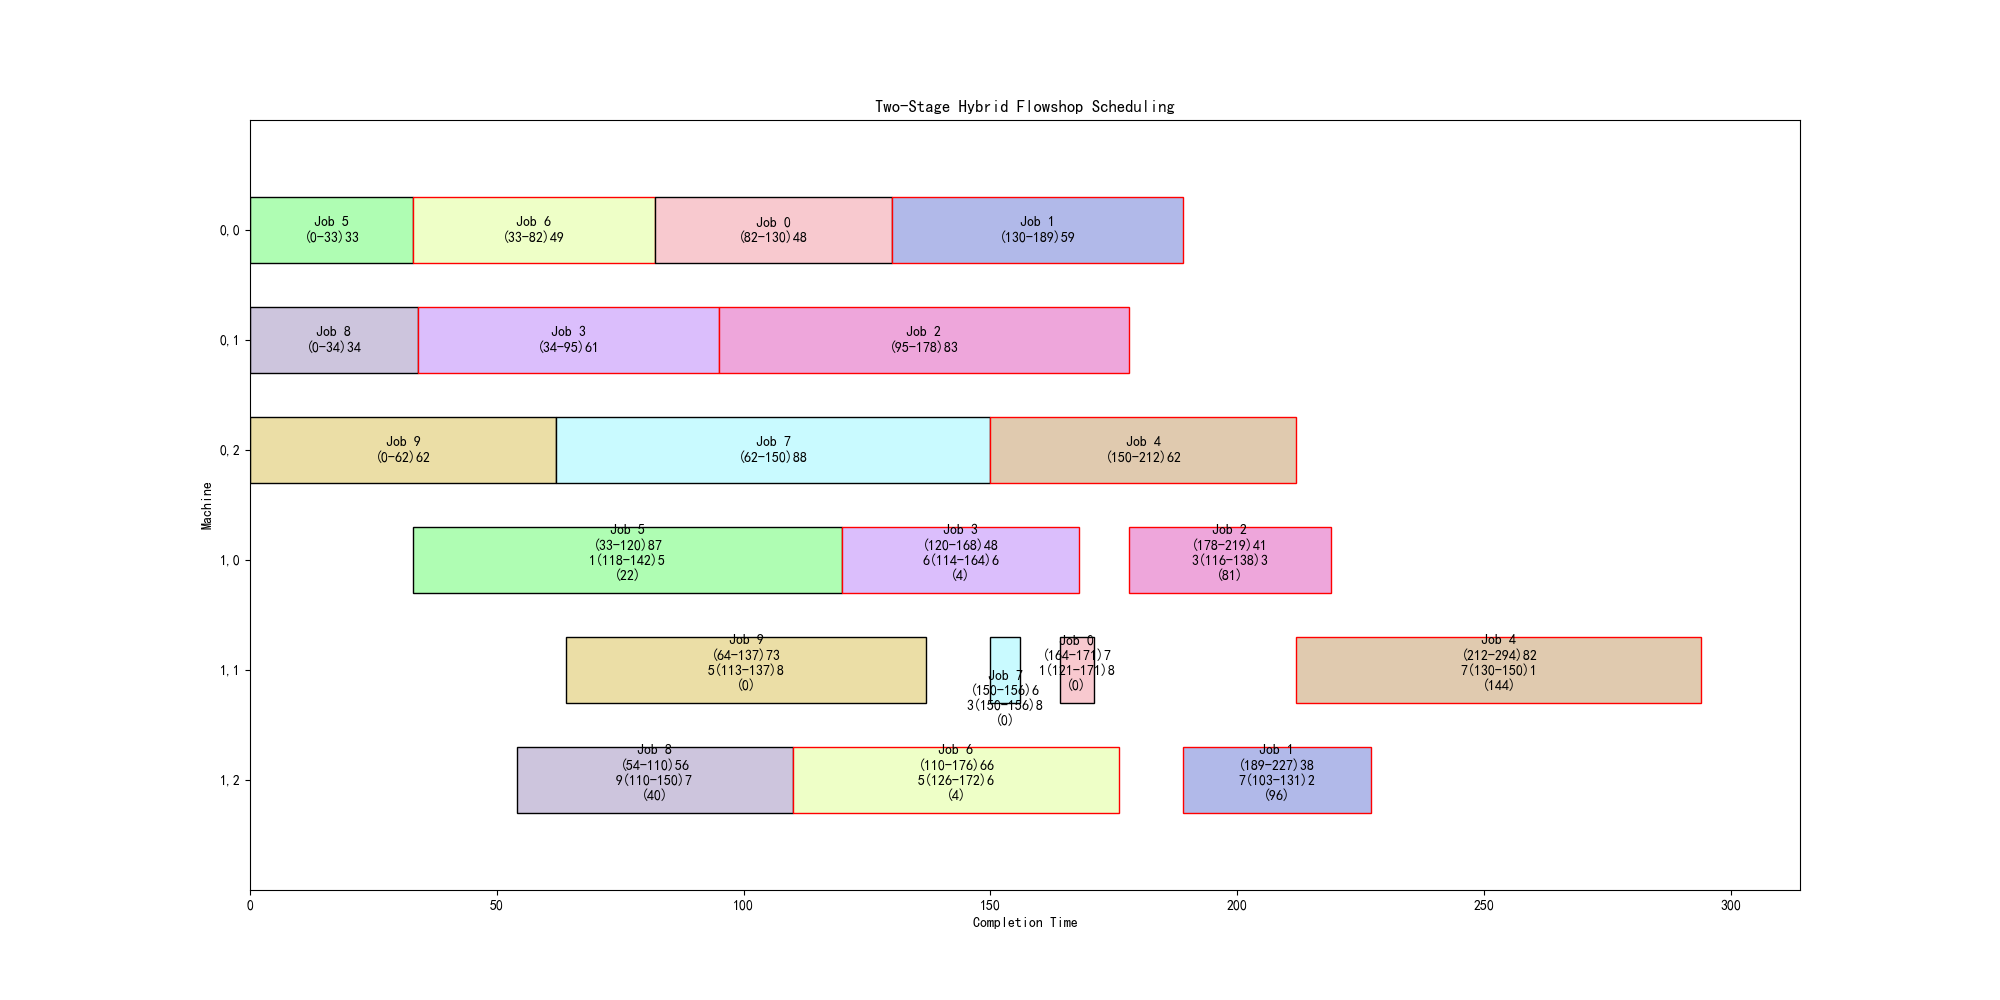 Two-Stage Hybrid Flowshop Scheduling
0,0
Job 5
(0-33)33
Job 6
(33-82)49
Job 0
(82-130)48
Job 1
(130-189)59
0,1
Job 8
(0-34)34
Job 3
(34-95)61
Job 2
(95-178)83
0,2
Job 9
(0-62)62
Job 7
(62-150)88
Job 4
(150-212)62
Machine
1,0
Job 5
(33-120)87
1(118-142)5
(22)
Job 3
(120-168)48
6(114-164)6
(4)
Job 2
(178-219)41
3(116-138)3
(81)
1,1
Job 9
(64-137)73
5(113-137)8
(0)
Job 7
(150-156)6
3(150-156)8
(0)
Job 0
(164-171)7
1(121-171)8
(0)
Job 4
(212-294)82
7(130-150)1
(144)
1,2
Job 8
(54-110)56
9(110-150)7
(40)
Job 6
(110-176)66
5(126-172)6
(4)
Job 1
(189-227)38
7(103-131)2
(96)
0
50
100
150
200
250
300
Completion Time